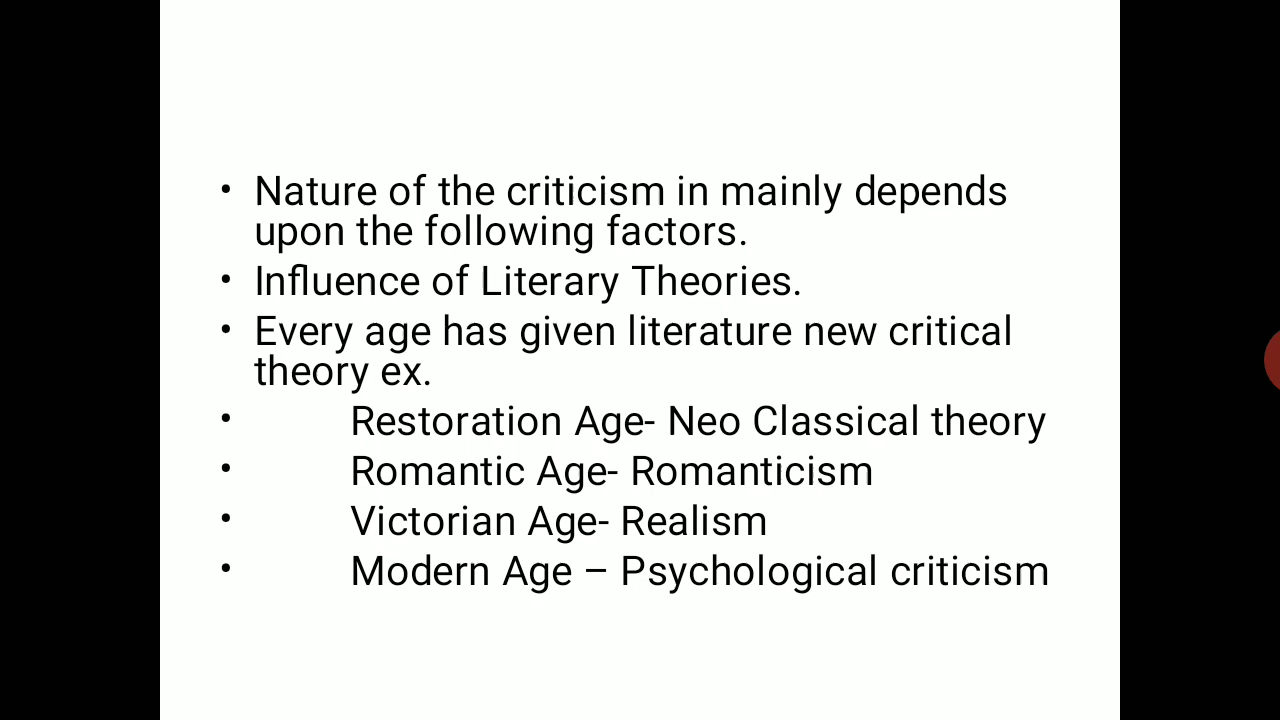 • Nature of the criticism in mainly depends
upon the following factors.
• Influence of Literary Theories.
• Every age has given literature new critical
theory ex.
• Restoration Age- Neo Classical theory
• Romantic Age- Romanticism
• Victorian Age- Realism
• Modern Age – Psychological criticism